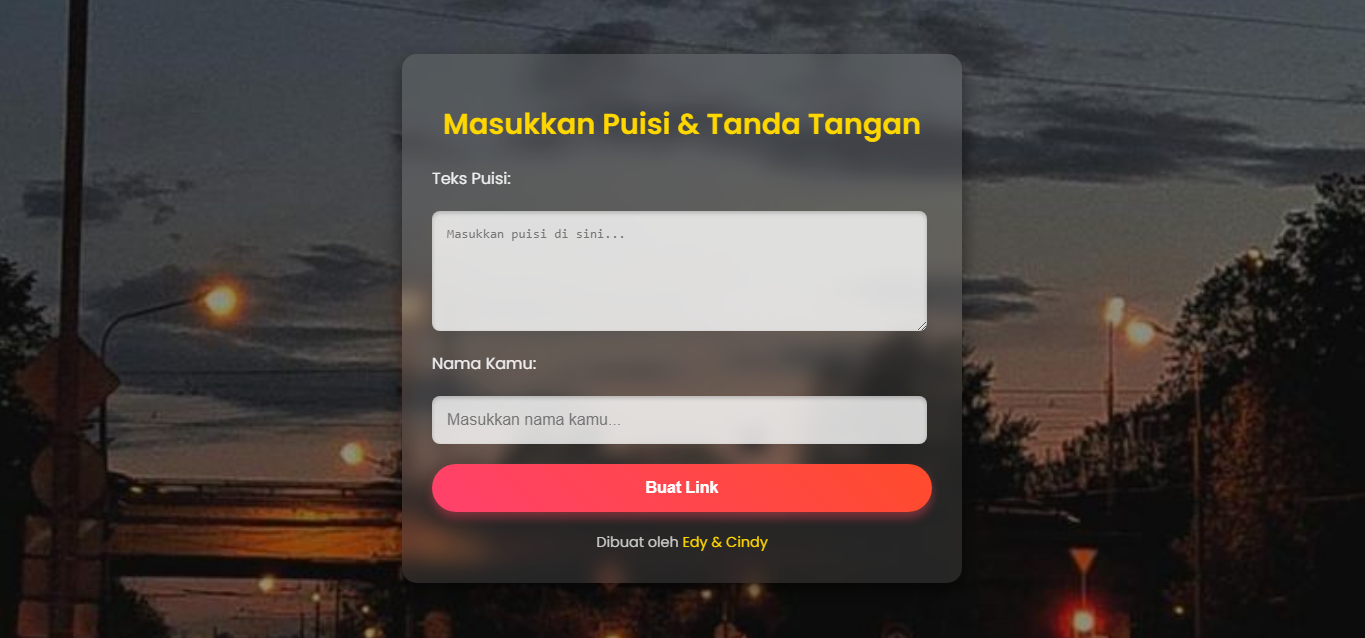 Masukkan Puisi & Tanda Tangan
Teks Puisi:
Masukkan puisi di sini...
Nama Kamu:
Masukkan nama kamu...
Buat Link
Dibuat oleh Edy & Cindy